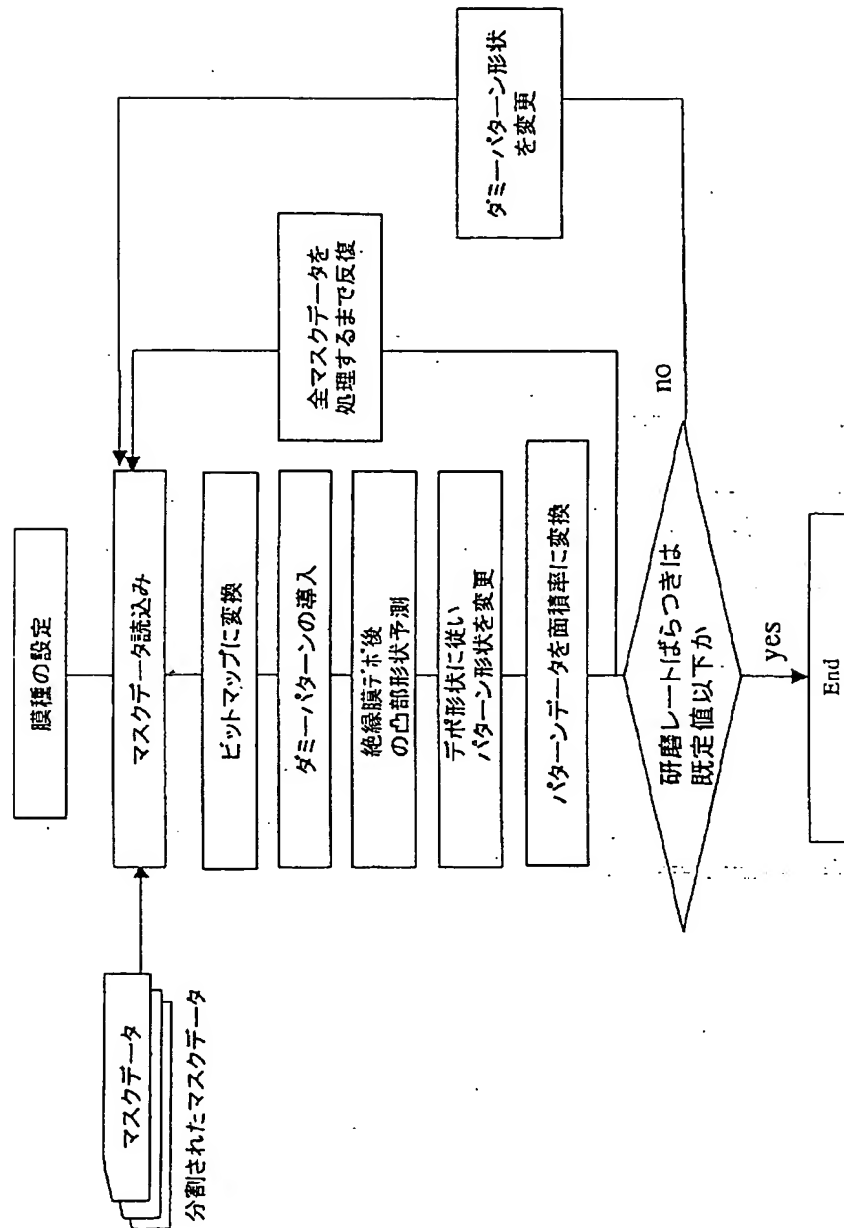 膜種の設定
マスクデータ
分割されたマスクデータ
マスクデータ読込み
ビットマップに変換
ダミーパターンの導入
絶縁膜デポ後
の凸部形状予測
デポ形状に従い
パターン形状を変更
パターンデータを面積率に変換
全マスクデータを
処理するまで反復
ダミーパターン形状
を変更
研磨レートばらつきは
既定値以下か
no
yes
End